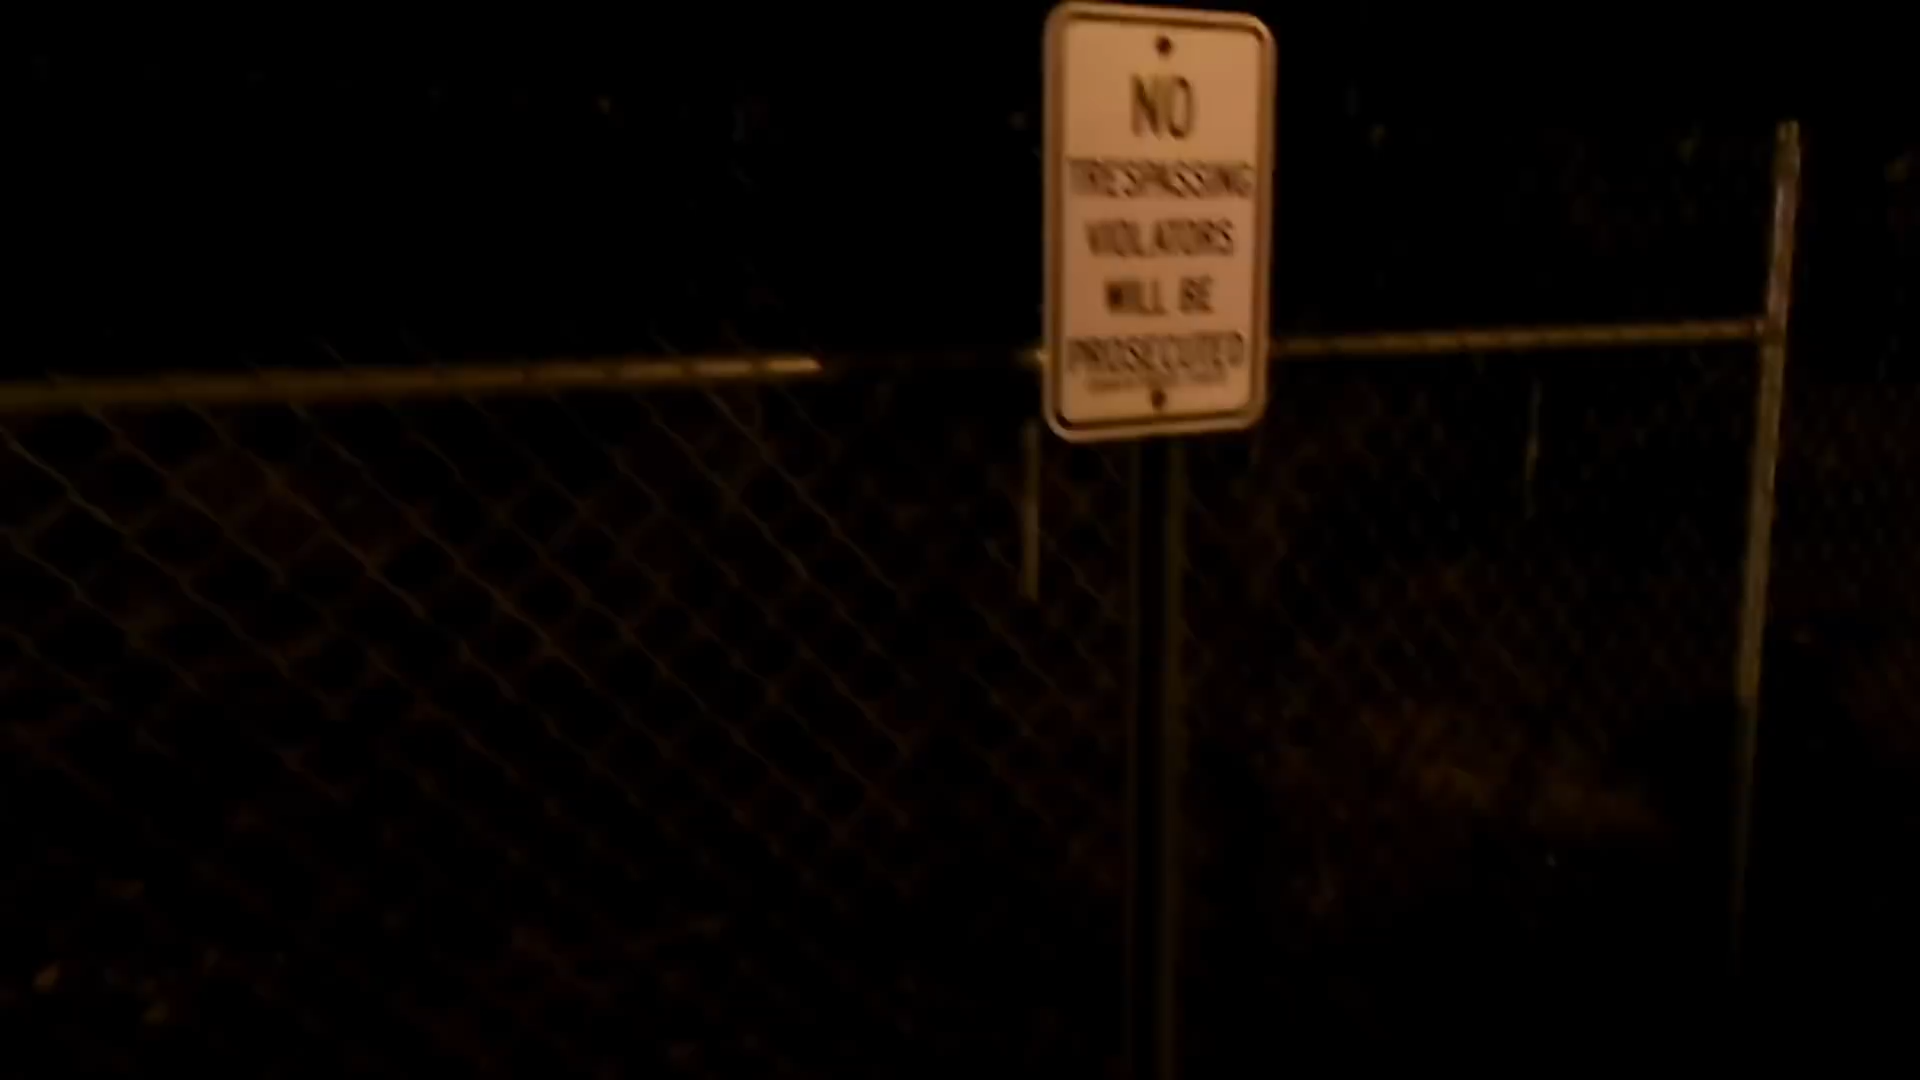 NO
TRESPASSING
VIOLATORS
WILL BE
PROSECUTED